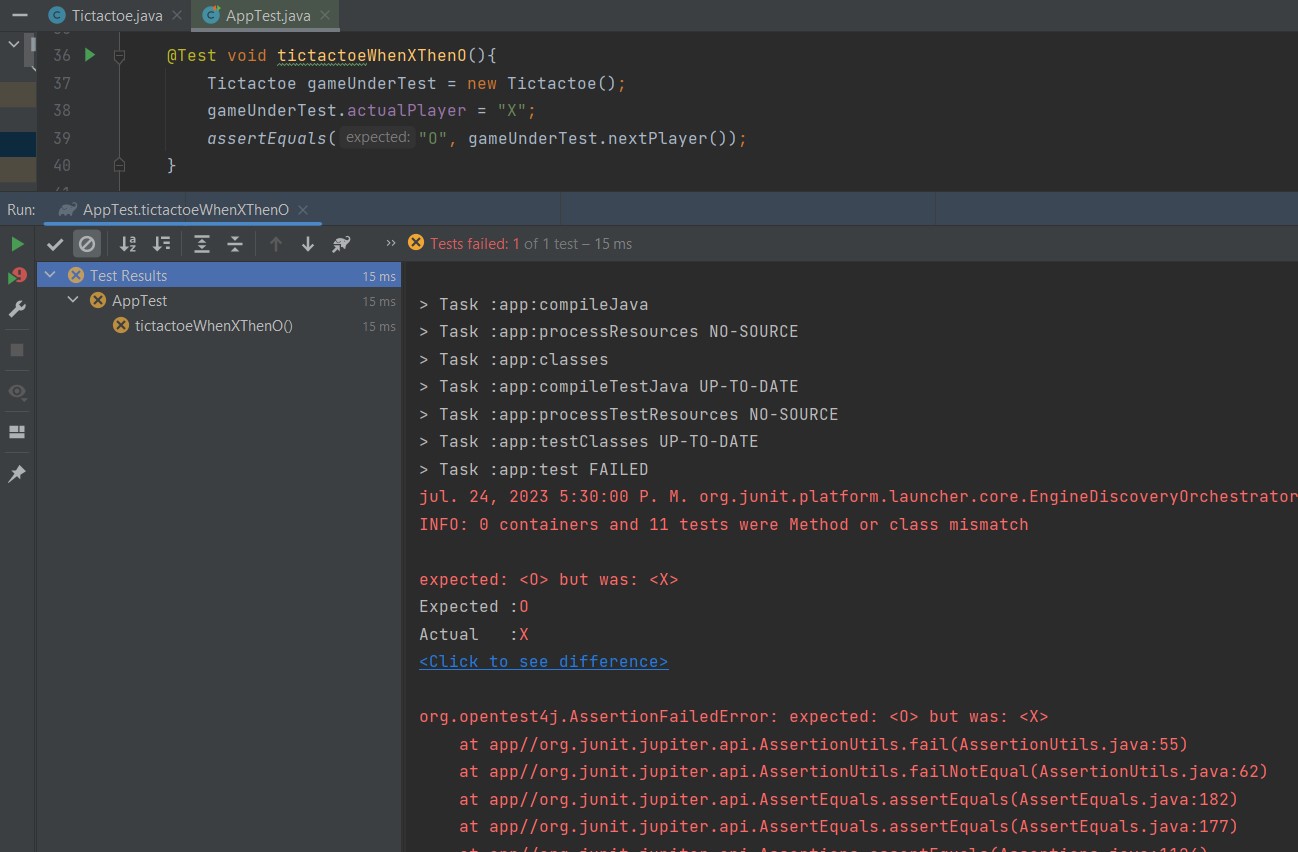 Tictactoe.java
AppTest.java
36 @Test void tictactoeWhenXThenO(){
37 Tictactoe gameUnderTest = new Tictactoe();
38 gameUnderTest.actualPlayer = "X";
39 assertEquals( expected: "O", gameUnderTest.nextPlayer());
40 }
Run: AppTest.tictactoeWhenXThenO
Tests failed: 1 of 1 test – 15 ms
Test Results 15 ms
AppTest 15 ms
tictactoeWhenXThenO() 15 ms
> Task :app:compileJava
> Task :app:processResources NO-SOURCE
> Task :app:classes
> Task :app:compileTestJava UP-TO-DATE
> Task :app:processTestResources NO-SOURCE
> Task :app:testClasses UP-TO-DATE
> Task :app:test FAILED
jul. 24, 2023 5:30:00 P. M. org.junit.platform.launcher.core.EngineDiscoveryOrchestrator
INFO: 0 containers and 11 tests were Method or class mismatch
expected: <O> but was: <X>
Expected :O
Actual :X
<Click to see difference>
org.opentest4j.AssertionFailedError: expected: <O> but was: <X>
at app//org.junit.jupiter.api.AssertionUtils.fail(AssertionUtils.java:55)
at app//org.junit.jupiter.api.AssertionUtils.failNotEqual(AssertionUtils.java:62)
at app//org.junit.jupiter.api.AssertEquals.assertEquals(AssertEquals.java:182)
at app//org.junit.jupiter.api.AssertEquals.assertEquals(AssertEquals.java:177)